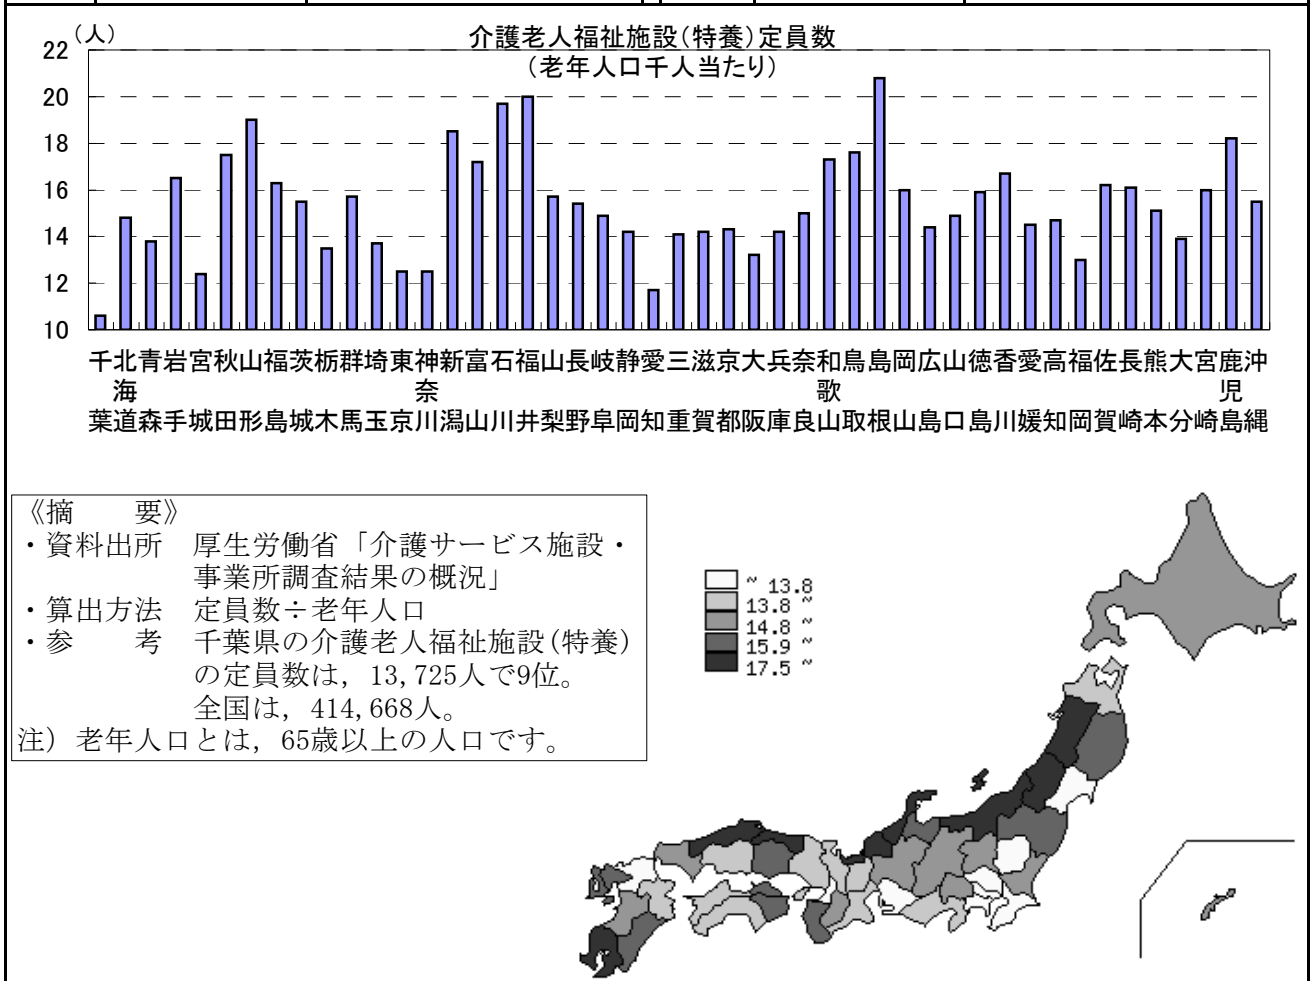 (人)
介護老人福祉施設(特養)定員数
(老年人口千人当たり)
22
20
18
16
14
12
10
千北青岩宮秋山福茨栃群埼東神新富石福山長岐静愛三滋京大兵奈和鳥島岡広山徳香愛高福佐長熊大宮鹿沖
海 奈 歌 児
葉道森手城田形島城木馬玉京川潟山川井梨野阜岡知重賀都阪庫良山取根山島口島川媛知岡賀崎本分崎島縄
《摘　　要》
・資料出所　厚生労働省「介護サービス施設・
事業所調査結果の概況」
・算出方法　定員数÷老年人口
・参　　考　千葉県の介護老人福祉施設(特養)
の定員数は，13,725人で9位。
全国は，414,668人。
注）老年人口とは，65歳以上の人口です。
~ 13.8
13.8 ~
14.8 ~
15.9 ~
17.5 ~